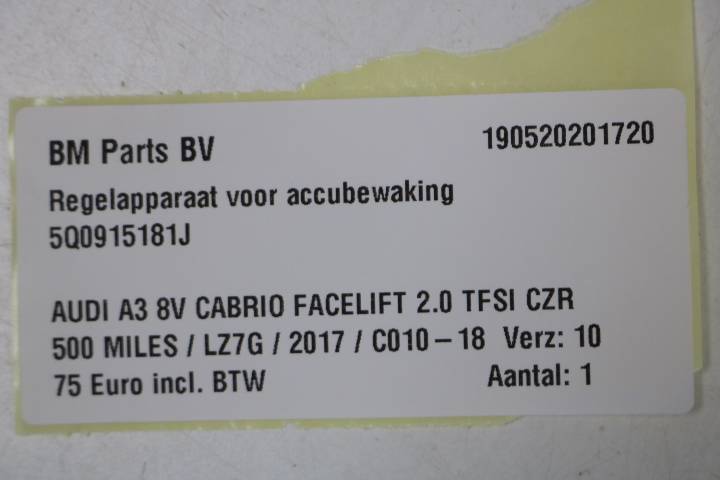 BM Parts BV 190520201720
Regelapparaat voor accubewaking
5Q0915181J
AUDI A3 8V CABRIO FACELIFT 2.0 TFSI CZR
500 MILES / LZ7G / 2017 / C010-18 Verz: 10
75 Euro incl. BTW Aantal: 1